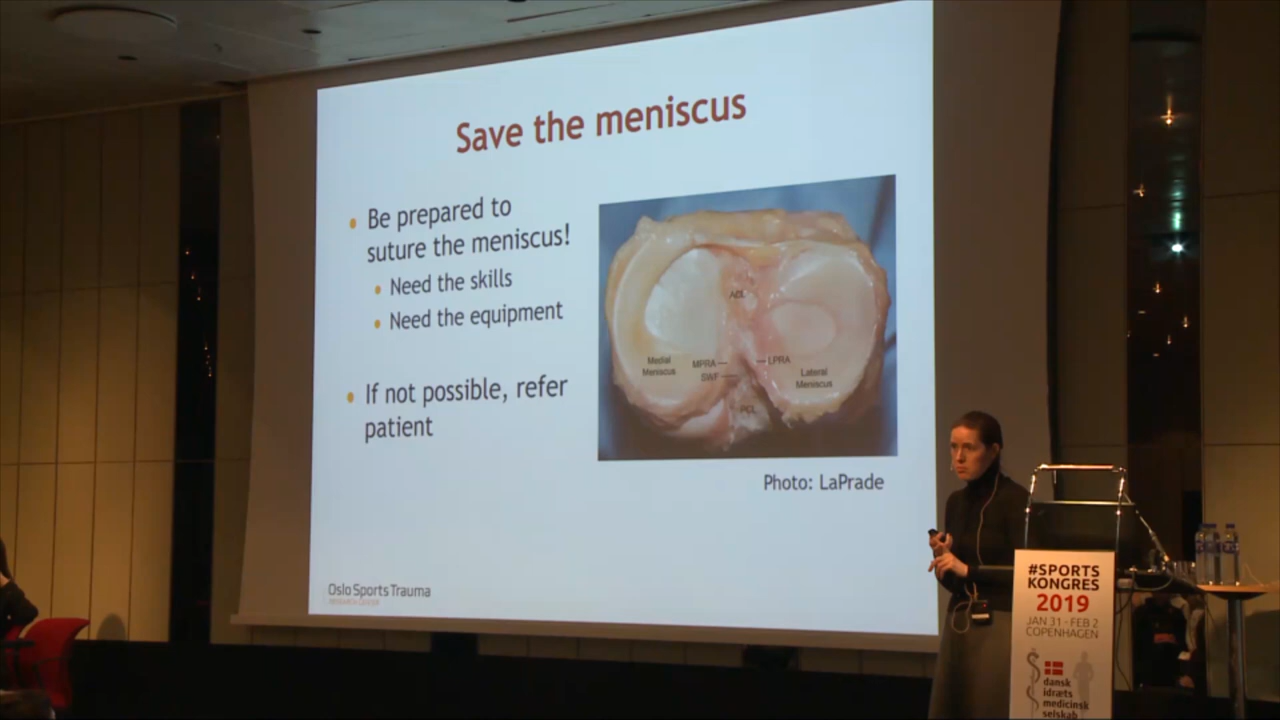 Save the meniscus
Be prepared to
suture the meniscus!
Need the skills
Need the equipment
If not possible, refer
patient
Medial
Meniscus
MPRA
SWF
ACL
LPRA
Lateral
Meniscus
PCL
Photo: LaPrade
Oslo Sports Trauma
RESEARCH CENTER
#SPORTS
KONGRES
2019
JAN 31 - FEB 2
COPENHAGEN
dansk
idræts
medicinsk
selskab